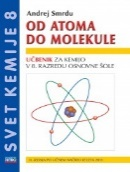 Andrej Smrdu
OD ATOMA
DO MOLEKULE
UČBENIK ZA KEMIJO
V 8. RAZREDU OSNOVNE ŠOLE
SVET KEMIJE 8